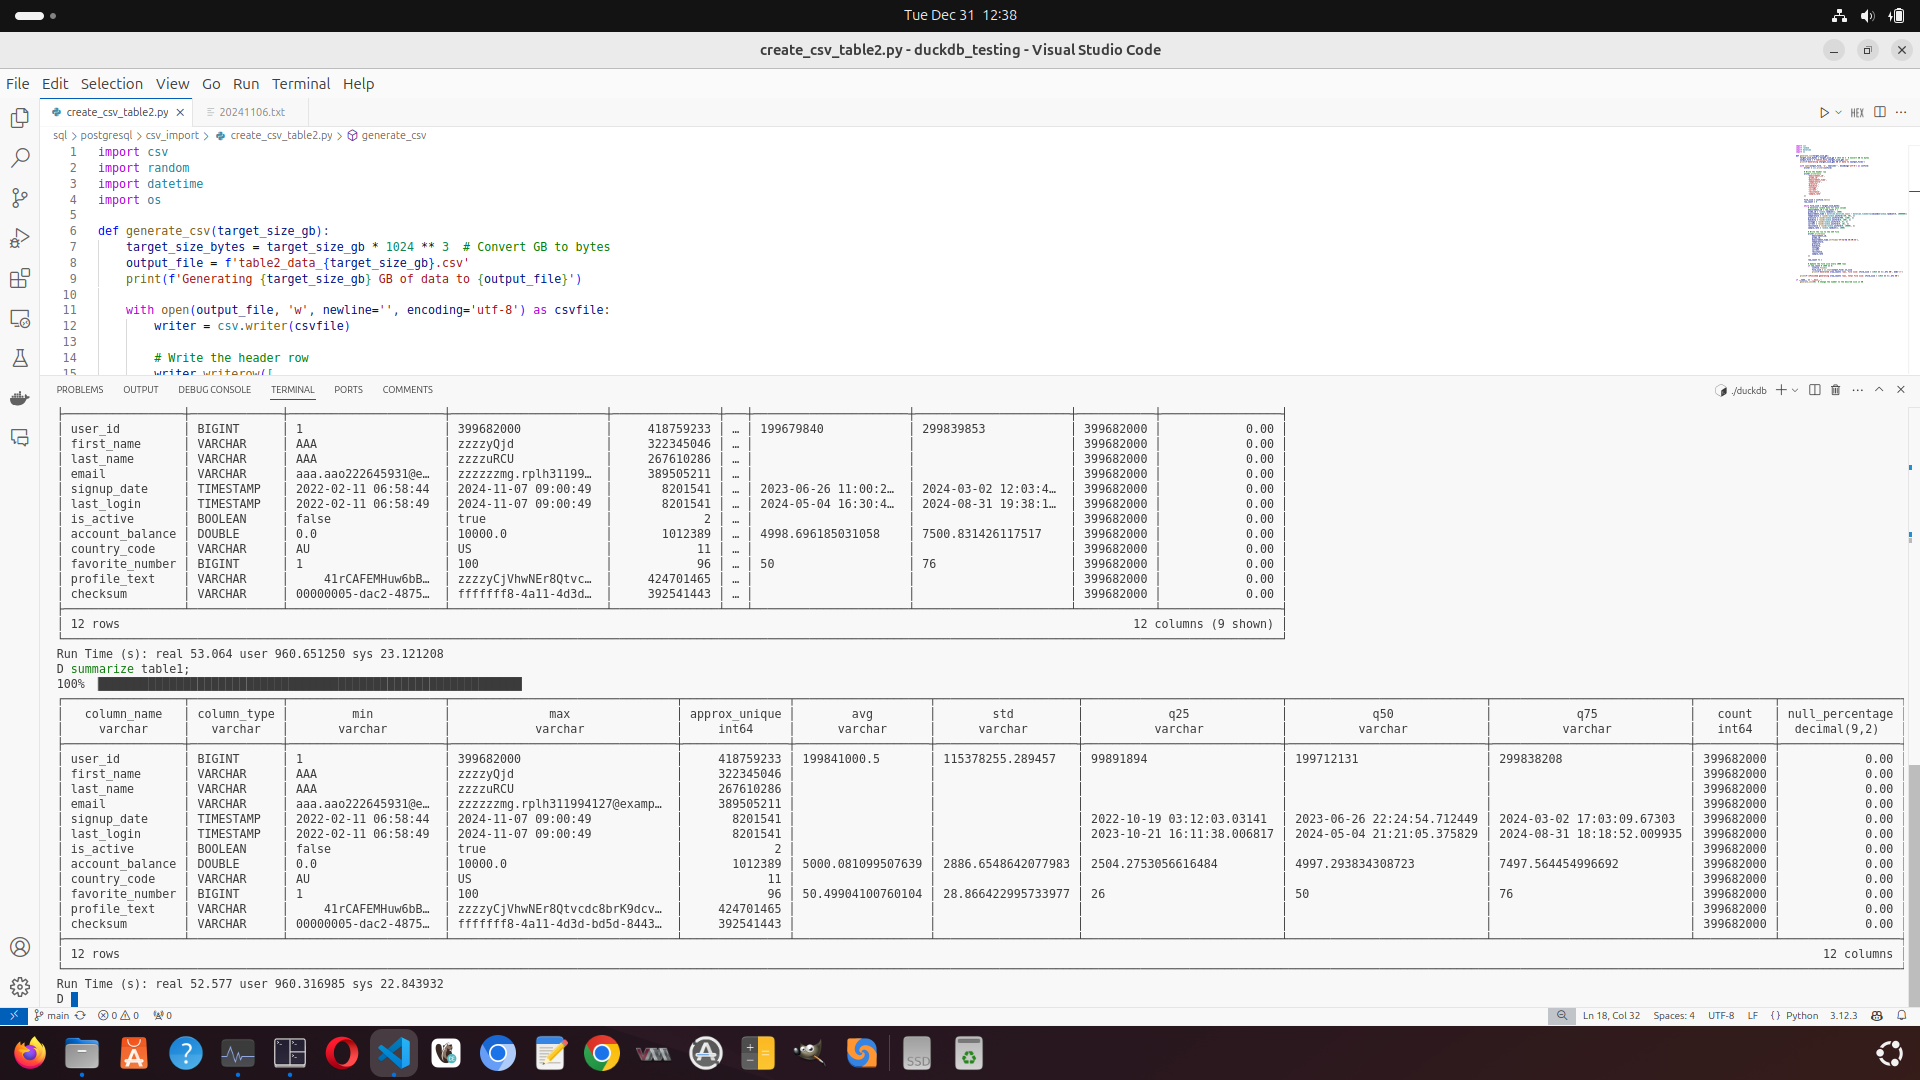 Tue Dec 31 12:38
create_csv_table2.py - duckdb_testing - Visual Studio Code
File Edit Selection View Go Run Terminal Help
create_csv_table2.py 20241106.txt
HEX
sql > postgresql > csv_import > create_csv_table2.py > generate_csv
1 import csv
2 import random
3 import datetime
4 import os
5
6 def generate_csv(target_size_gb):
7 target_size_bytes = target_size_gb * 1024 ** 3 # Convert GB to bytes
8 output_file = f'table2_data_{target_size_gb}.csv'
9 print(f'Generating {target_size_gb} GB of data to {output_file}')
10
11 with open(output_file, 'w', newline='', encoding='utf-8') as csvfile:
12 writer = csv.writer(csvfile)
13
14 # Write the header row
15 writer.writerow([
PROBLEMS OUTPUT DEBUG CONSOLE TERMINAL PORTS COMMENTS
./duckdb
user_id BIGINT 1 399682000 418759233 … 199679840 299839853 399682000 0.00
first_name VARCHAR AAA zzzzyQjd 322345046 … 399682000 0.00
last_name VARCHAR AAA zzzzuRCU 267610286 … 399682000 0.00
email VARCHAR aaa.aao222645931@e… zzzzzzmg.rplh31199… 389505211 … 399682000 0.00
signup_date TIMESTAMP 2022-02-11 06:58:44 2024-11-07 09:00:49 8201541 … 2023-06-26 11:00:2… 2024-03-02 12:03:4… 399682000 0.00
last_login TIMESTAMP 2022-02-11 06:58:49 2024-11-07 09:00:49 8201541 … 2024-05-04 16:30:4… 2024-08-31 19:38:1… 399682000 0.00
is_active BOOLEAN false true 2 … 399682000 0.00
account_balance DOUBLE 0.0 10000.0 1012389 … 4998.696185031058 7500.831426117517 399682000 0.00
country_code VARCHAR AU US 11 … 399682000 0.00
favorite_number BIGINT 1 100 96 … 50 76 399682000 0.00
profile_text VARCHAR 41rCAFEMHuw6bB… zzzzyCjVhwNEr8Qtvc… 424701465 … 399682000 0.00
checksum VARCHAR 00000005-dac2-4875… fffffff8-4a11-4d3d… 392541443 … 399682000 0.00
12 rows 12 columns (9 shown)
Run Time (s): real 53.064 user 960.651250 sys 23.121208
D summarize table1;
100%
column_name column_type min max approx_unique avg std q25 q50 q75 count null_percentage
varchar varchar varchar varchar int64 varchar varchar varchar varchar varchar int64 decimal(9,2)
user_id BIGINT 1 399682000 418759233 199841000.5 115378255.289457 99891894 199712131 299838208 399682000 0.00
first_name VARCHAR AAA zzzzyQjd 322345046 399682000 0.00
last_name VARCHAR AAA zzzzuRCU 267610286 399682000 0.00
email VARCHAR aaa.aao222645931@e… zzzzzzmg.rplh311994127@examp… 389505211 399682000 0.00
signup_date TIMESTAMP 2022-02-11 06:58:44 2024-11-07 09:00:49 8201541 2022-10-19 03:12:03.03141 2023-06-26 22:24:54.712449 2024-03-02 17:03:09.67303 399682000 0.00
last_login TIMESTAMP 2022-02-11 06:58:49 2024-11-07 09:00:49 8201541 2023-10-21 16:11:38.006817 2024-05-04 21:21:05.375829 2024-08-31 18:18:52.009935 399682000 0.00
is_active BOOLEAN false true 2 399682000 0.00
account_balance DOUBLE 0.0 10000.0 1012389 5000.081099507639 2886.6548642077983 2504.2753056616484 4997.293834308723 7497.564454996692 399682000 0.00
country_code VARCHAR AU US 11 399682000 0.00
favorite_number BIGINT 1 100 96 50.49904100760104 28.866422995733977 26 50 76 399682000 0.00
profile_text VARCHAR 41rCAFEMHuw6bB… zzzzyCjVhwNEr8Qtvcdc8brK9dcv… 424701465 399682000 0.00
checksum VARCHAR 00000005-dac2-4875… fffffff8-4a11-4d3d-bd5d-8443… 392541443 399682000 0.00
12 rows 12 columns
Run Time (s): real 52.577 user 960.316985 sys 22.843932
D
main 0 0 0 Ln 18, Col 32 Spaces: 4 UTF-8 LF {} Python 3.12.3
SSD